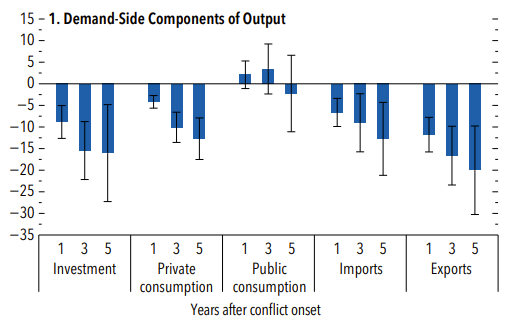 1. Demand-Side Components of Output
15
10
5
0
−5
−10
−15
−20
−25
−30
−35
1 3 5 1 3 5 1 3 5 1 3 5 1 3 5
Investment Private consumption Public consumption Imports Exports
Years after conflict onset